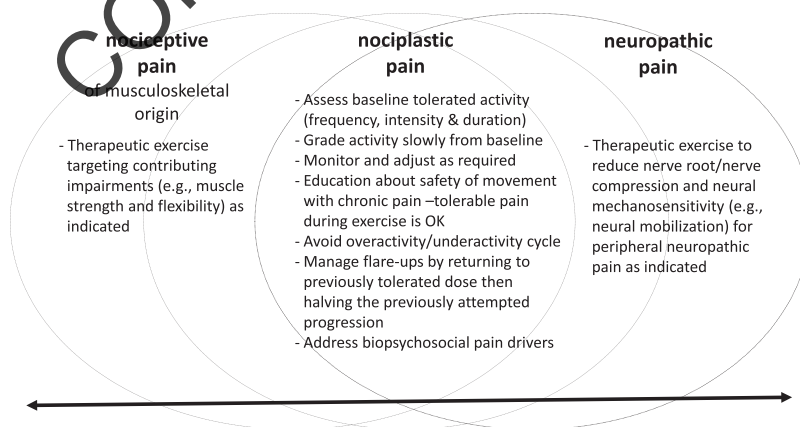 nociceptive
pain
of musculoskeletal
origin
- Therapeutic exercise
targeting contributing
impairments (e.g., muscle
strength and flexibility) as
indicated
nociplastic
pain
- Assess baseline tolerated activity
(frequency, intensity & duration)
- Grade activity slowly from baseline
- Monitor and adjust as required
- Education about safety of movement
with chronic pain –tolerable pain
during exercise is OK
- Avoid overactivity/underactivity cycle
- Manage flare-ups by returning to
previously tolerated dose then
halving the previously attempted
progression
- Address biopsychosocial pain drivers
neuropathic
pain
- Therapeutic exercise to
reduce nerve root/nerve
compression and neural
mechanosensitivity (e.g.,
neural mobilization) for
peripheral neuropathic
pain as indicated